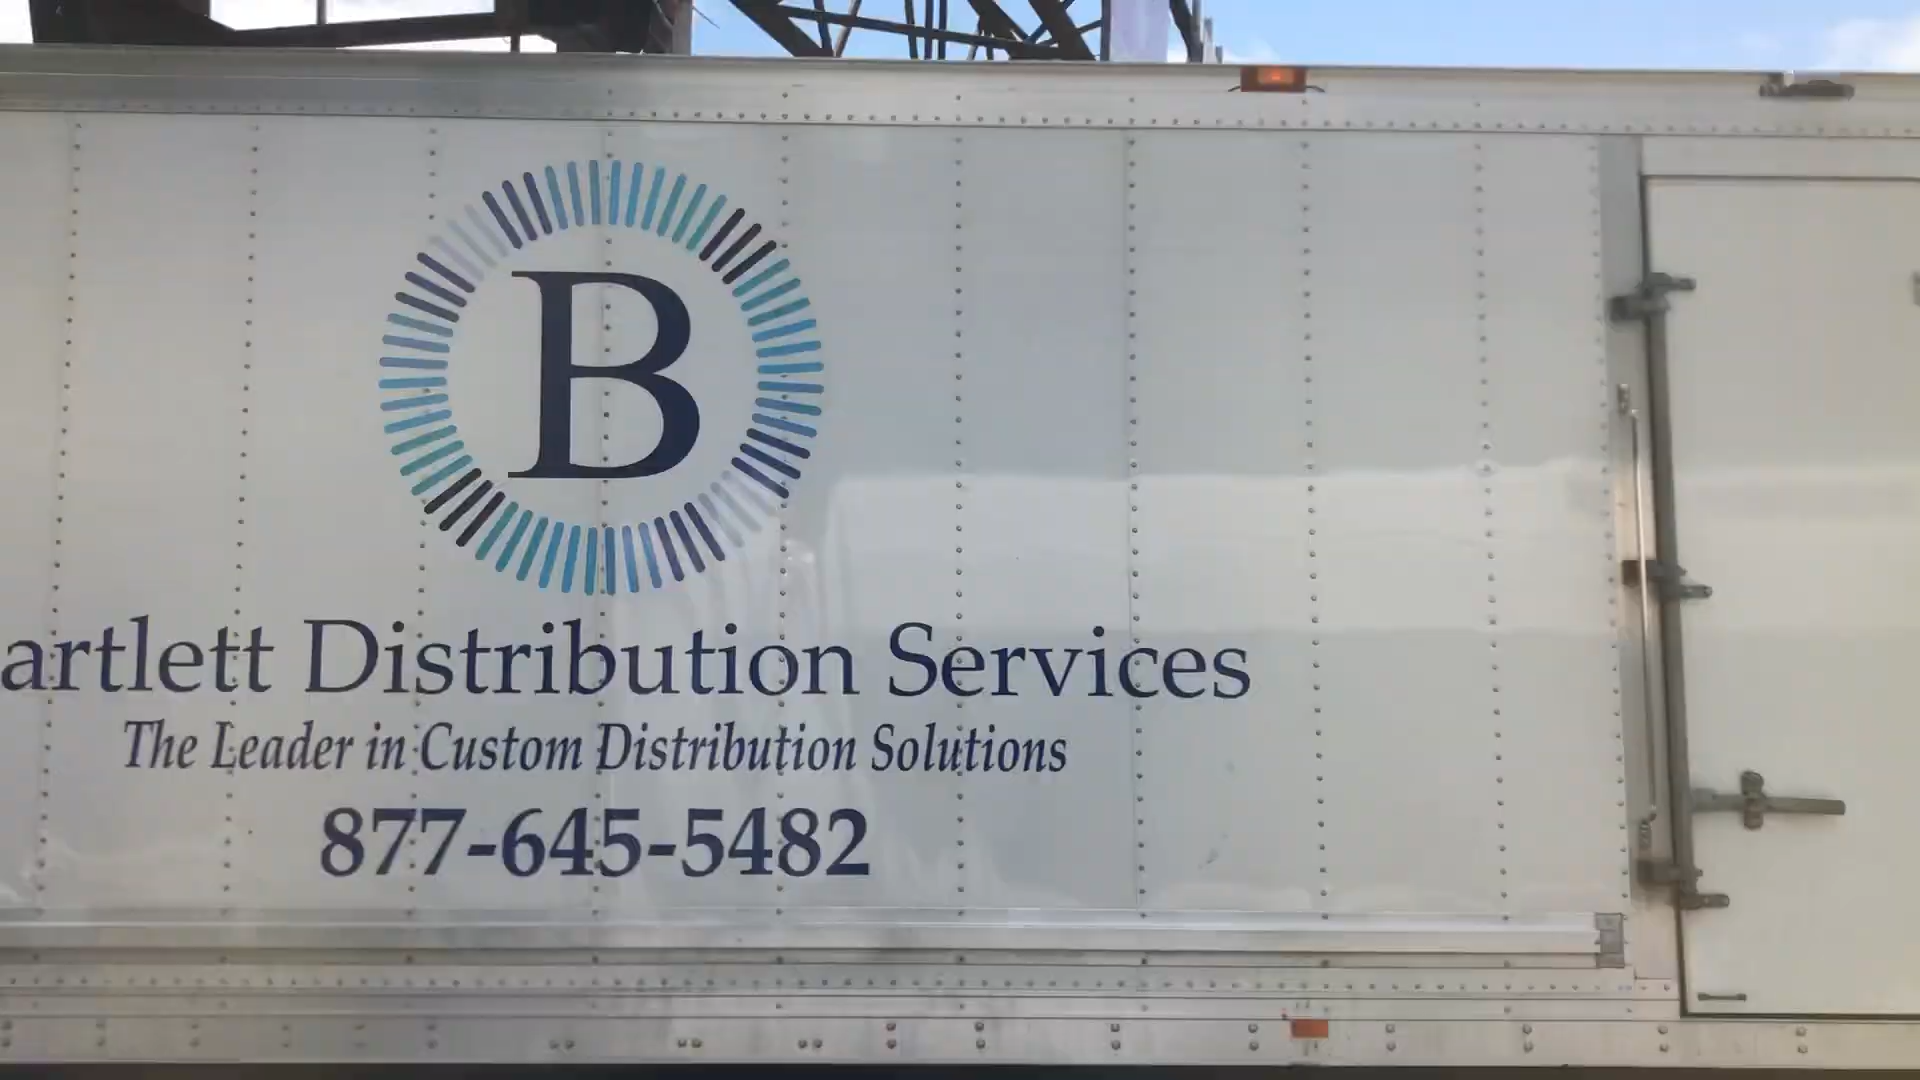 B
artlett Distribution Services
The Leader in Custom Distribution Solutions
877-645-5482